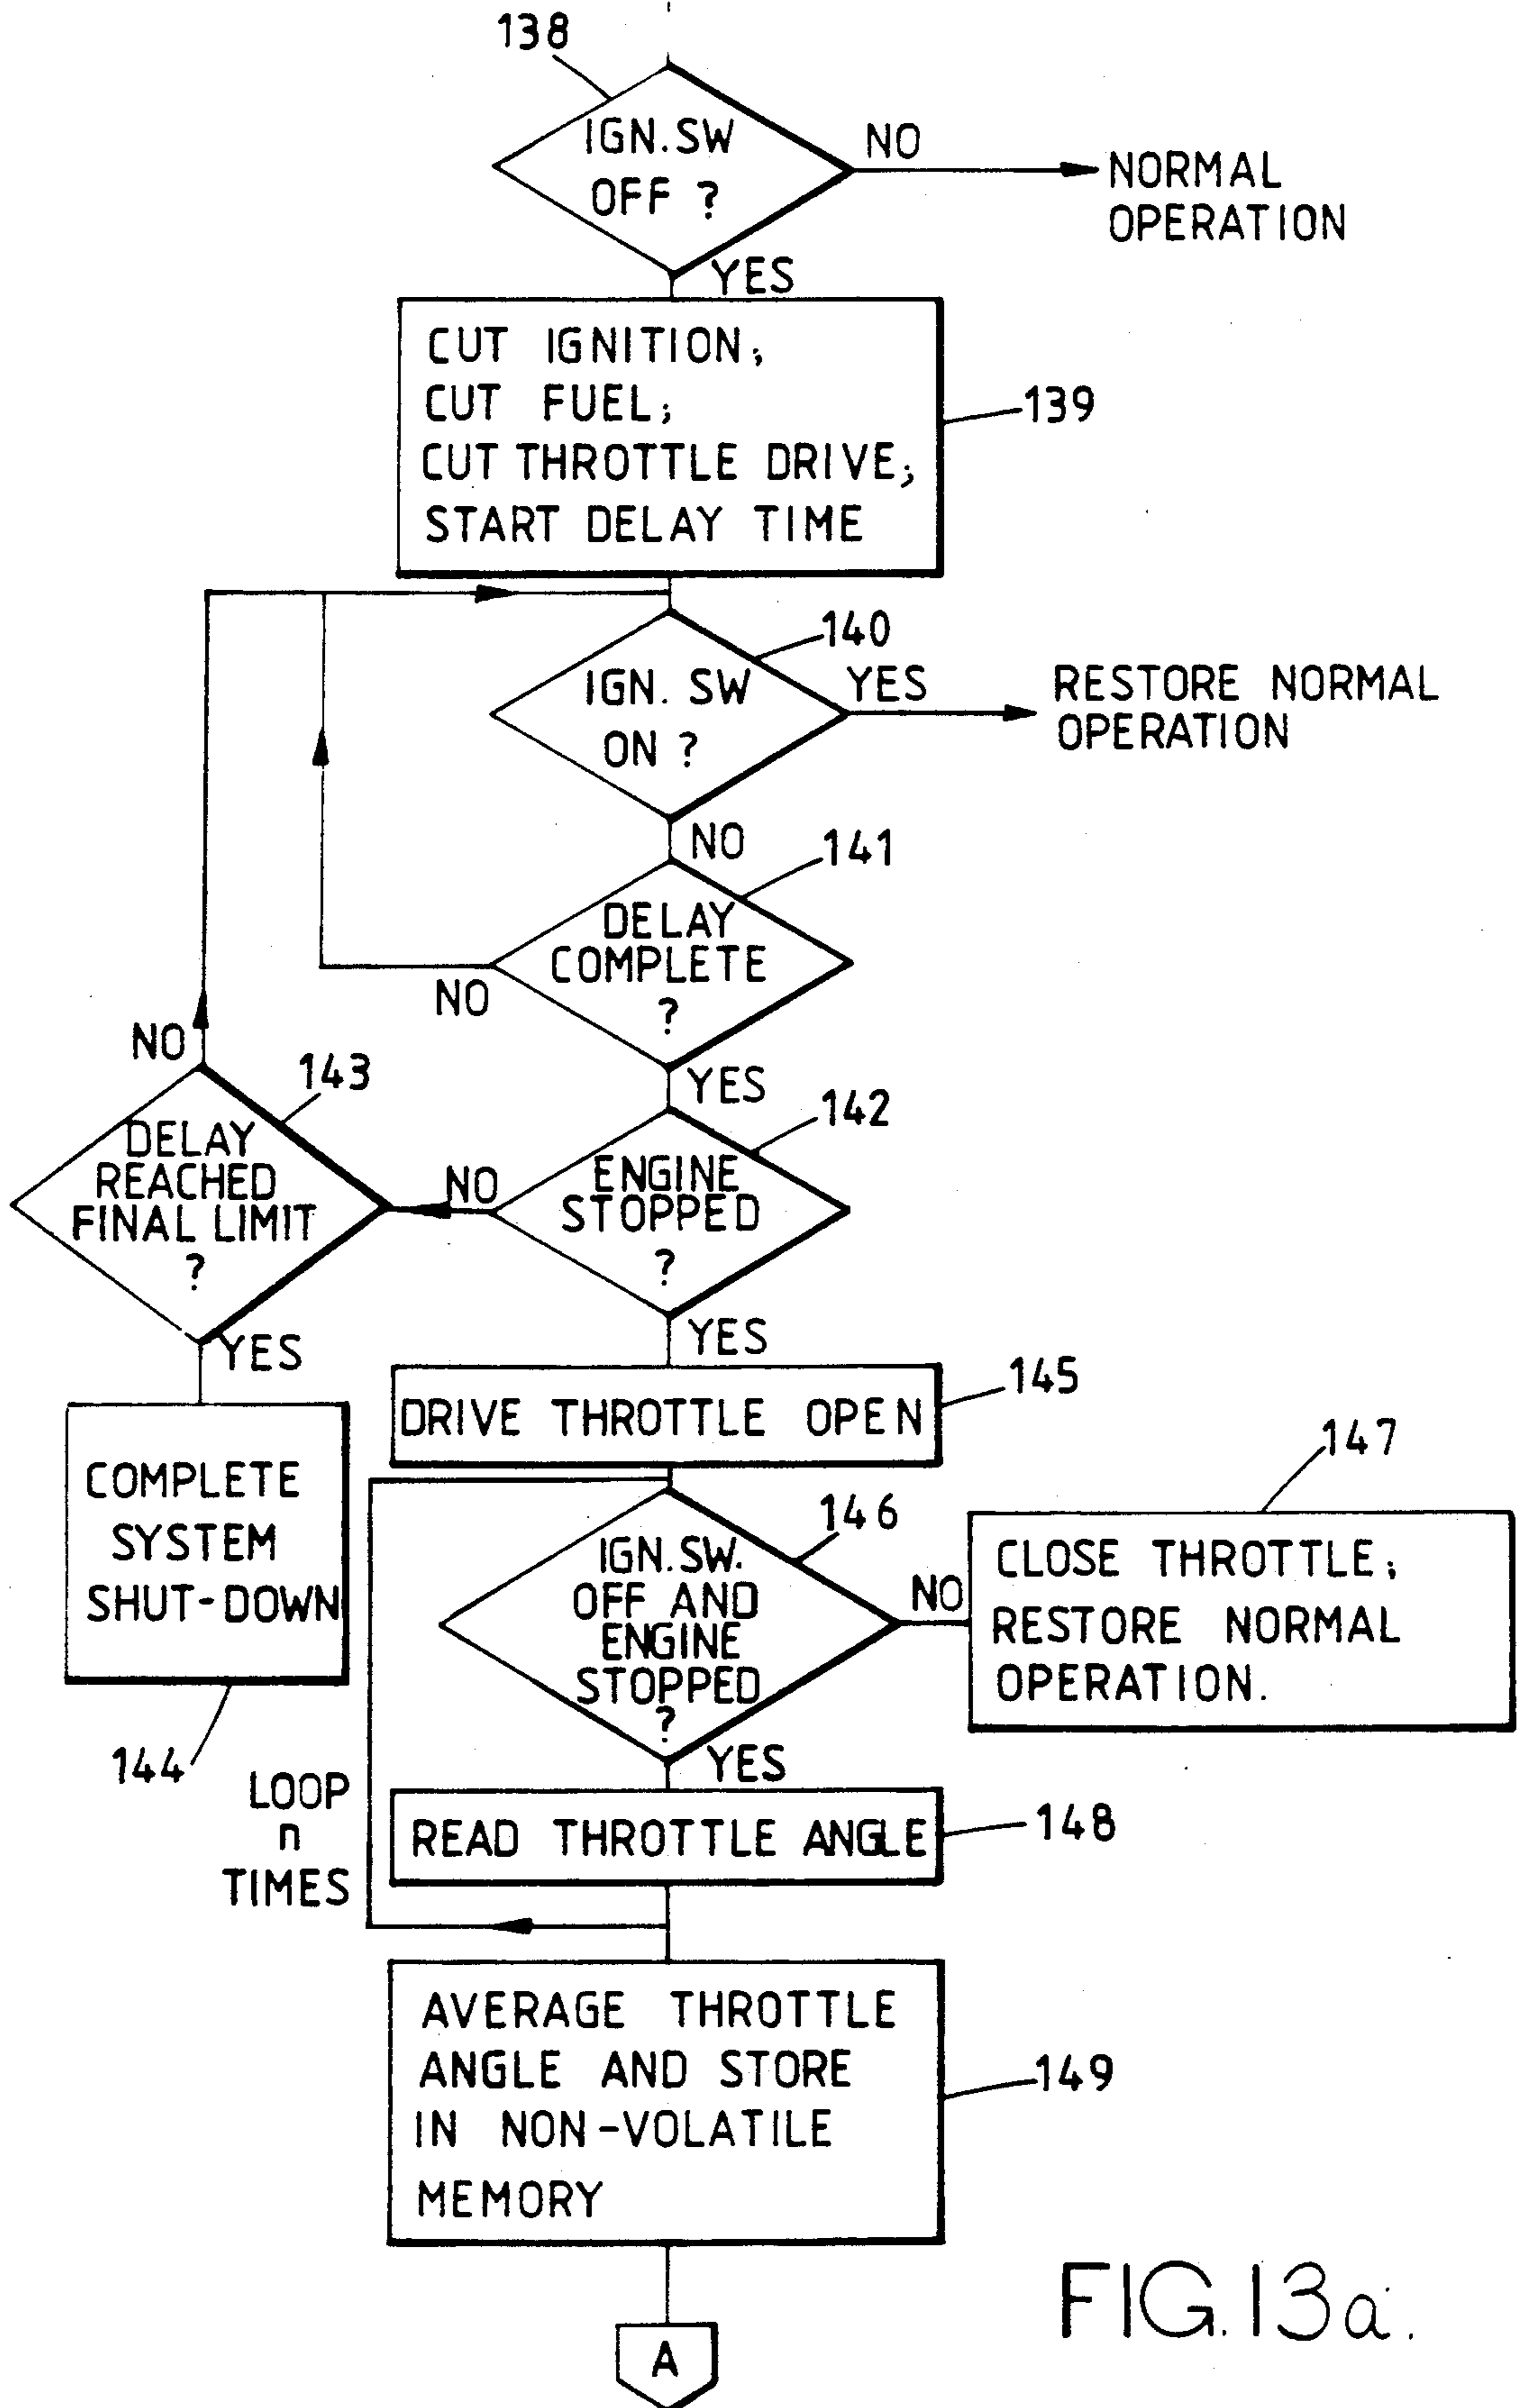 138
IGN. SW
OFF ?
NO
NORMAL
OPERATION
YES
CUT IGNITION;
CUT FUEL;
CUT THROTTLE DRIVE;
START DELAY TIME
139
140
IGN. SW
ON ?
YES
RESTORE NORMAL
OPERATION
NO
141
DELAY
COMPLETE
?
NO
YES
142
ENGINE
STOPPED
?
NO
143
DELAY
REACHED
FINAL LIMIT
?
NO
YES
COMPLETE
SYSTEM
SHUT-DOWN
144
YES
DRIVE THROTTLE OPEN
145
146
IGN. SW.
OFF AND
ENGINE
STOPPED
?
NO
147
CLOSE THROTTLE;
RESTORE NORMAL
OPERATION.
YES
READ THROTTLE ANGLE
148
LOOP
n
TIMES
AVERAGE THROTTLE
ANGLE AND STORE
IN NON-VOLATILE
MEMORY
149
A
FIG. 13a.